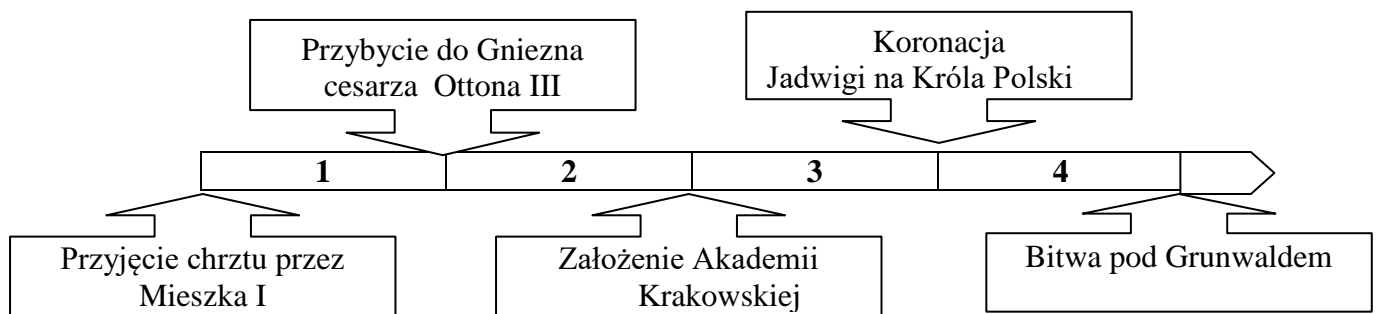 Przybycie do Gniezna
cesarza Ottona III
Koronacja
Jadwigi na Króla Polski
1
2
3
4
Przyjęcie chrztu przez
Mieszka I
Założenie Akademii
Krakowskiej
Bitwa pod Grunwaldem